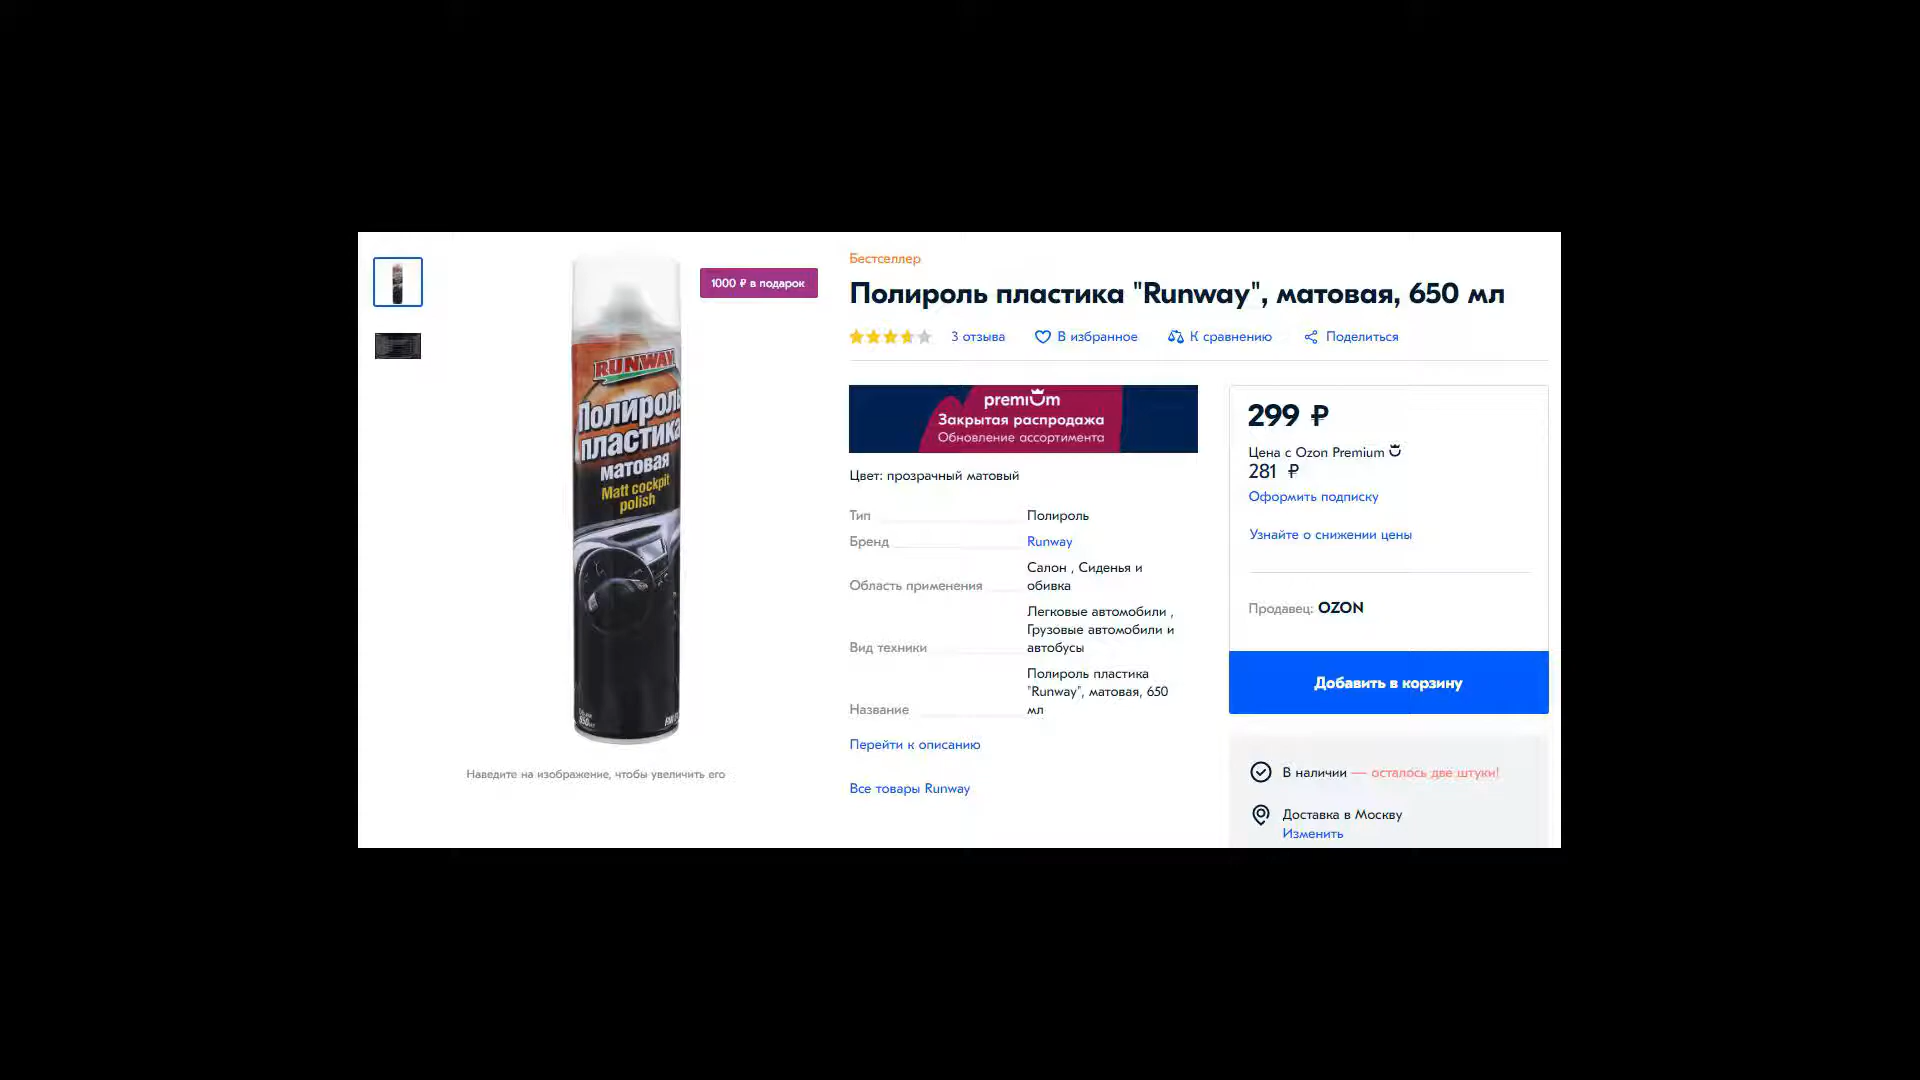 Бестселлер
Полироль пластика "Runway", матовая, 650 мл
3 отзыва
В избранное
К сравнению
Поделиться
1000 ₽ в подарок
RUNWAY
Полироль
пластика
матовая
Matt cockpit
polish
650
Наведите на изображение, чтобы увеличить его
premium
Закрытая распродажа
Обновление ассортимента
Цвет: прозрачный матовый
Тип Полироль
Бренд Runway
Область применения Салон , Сиденья и
обивка
Вид техники Легковые автомобили ,
Грузовые автомобили и
автобусы
Название Полироль пластика
"Runway", матовая, 650
мл
Перейти к описанию
Все товары Runway
299 ₽
Цена с Ozon Premium
281 ₽
Оформить подписку
Узнайте о снижении цены
Продавец: OZON
Добавить в корзину
В наличии — осталось две штуки!
Доставка в Москву
Изменить